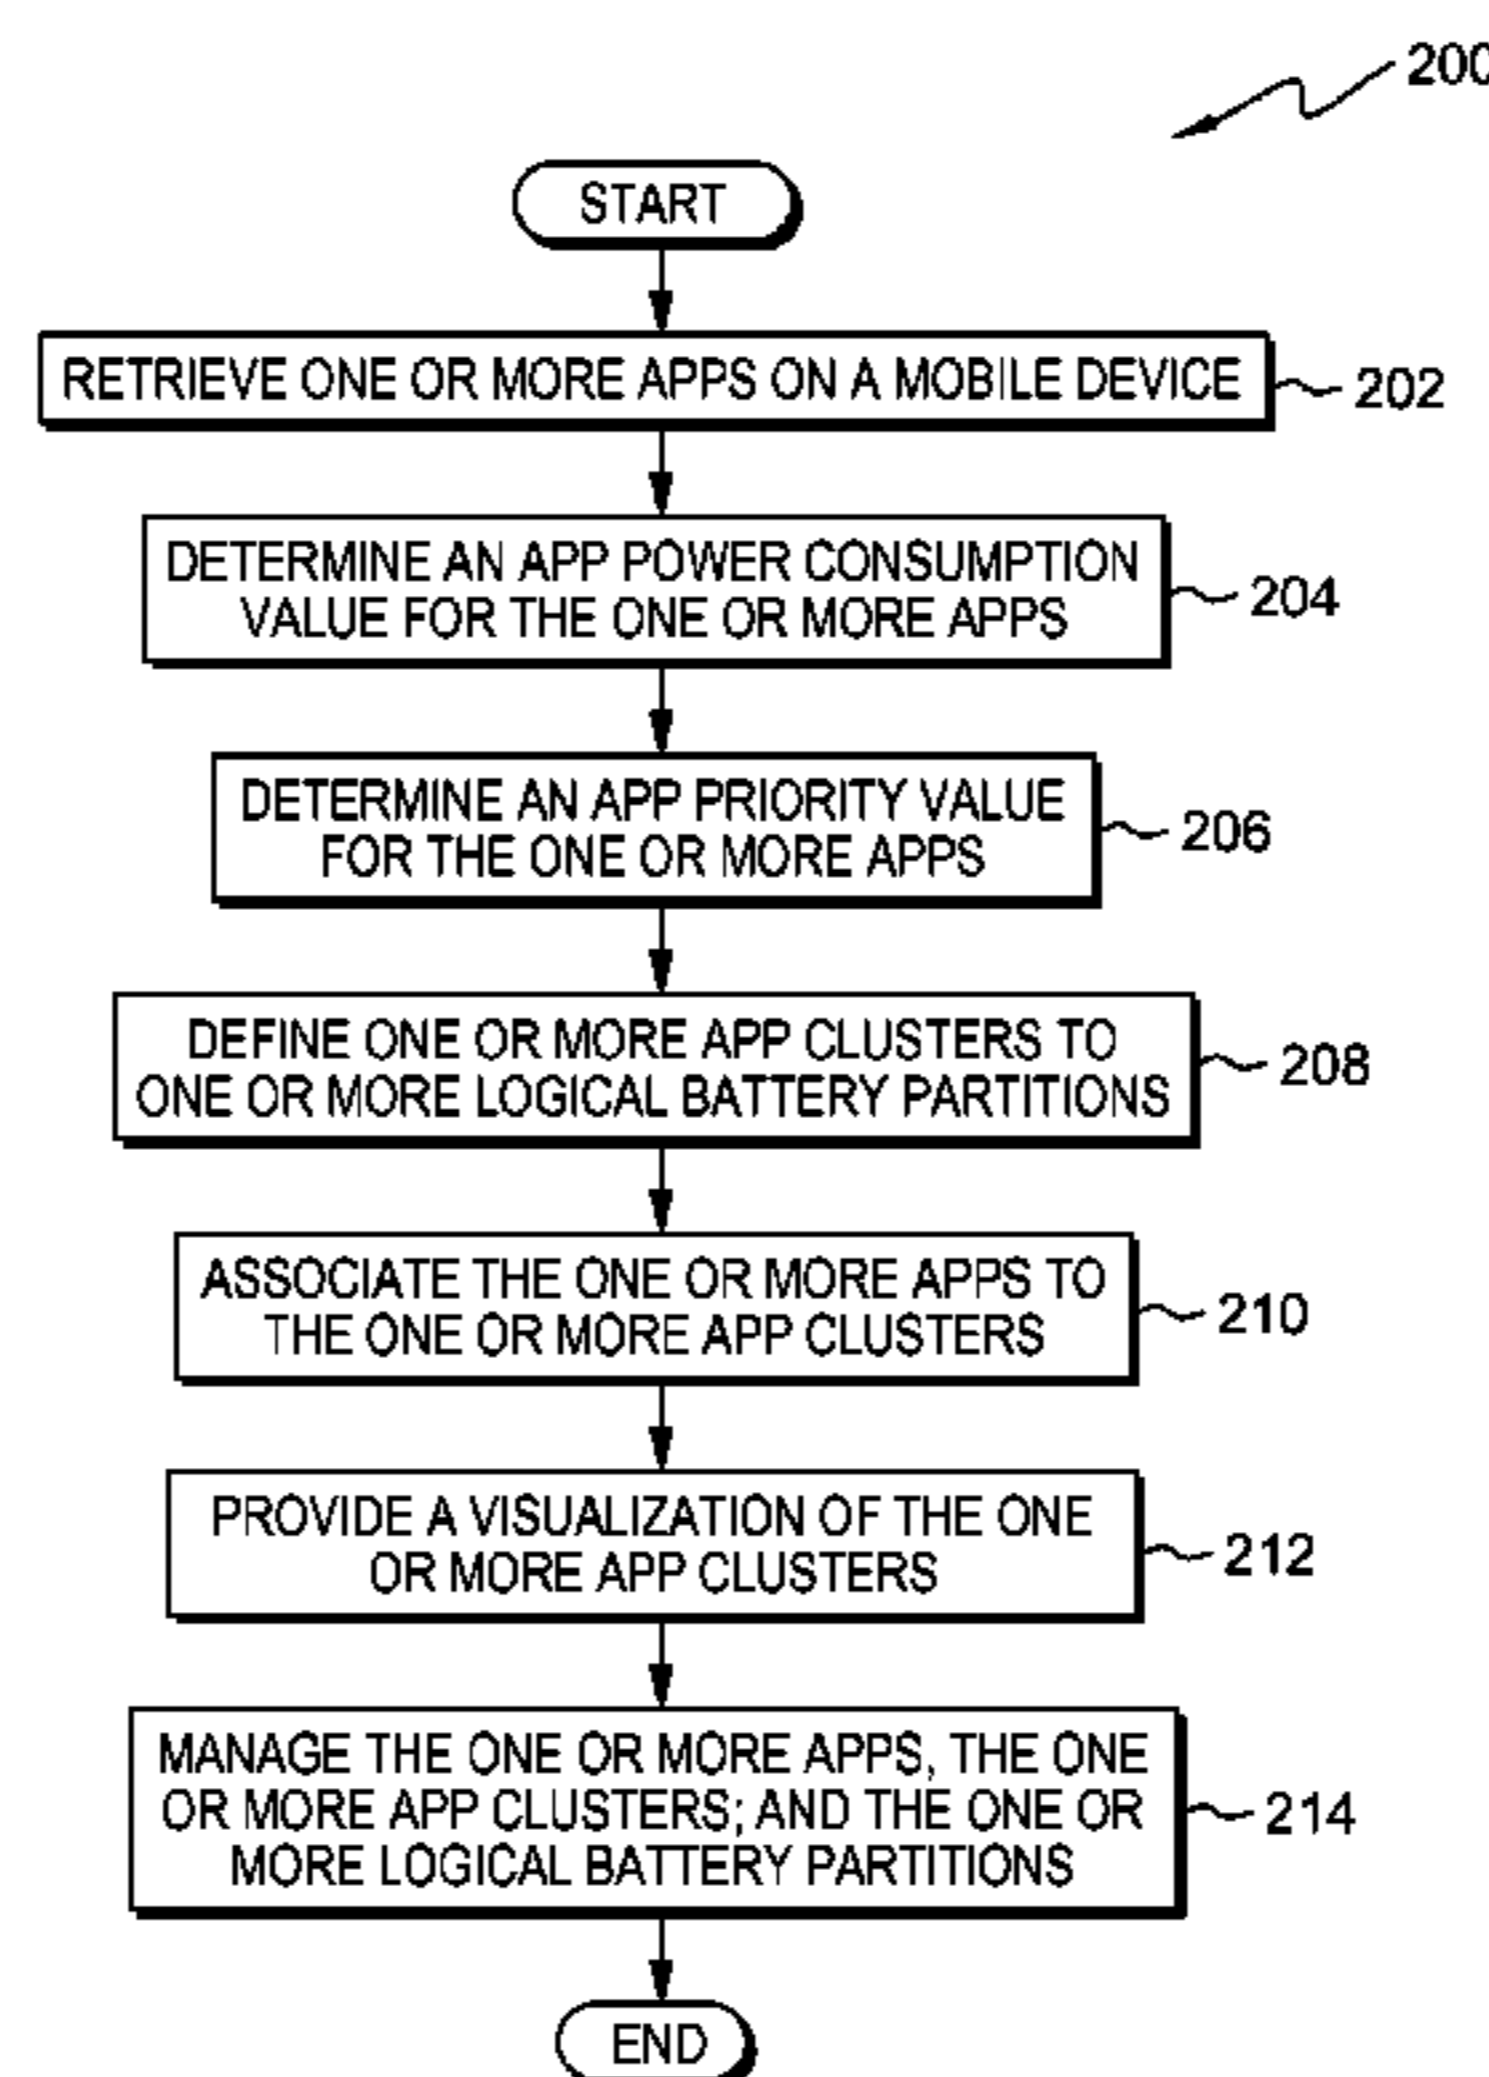 200
START
RETRIEVE ONE OR MORE APPS ON A MOBILE DEVICE
202
DETERMINE AN APP POWER CONSUMPTION
VALUE FOR THE ONE OR MORE APPS
204
DETERMINE AN APP PRIORITY VALUE
FOR THE ONE OR MORE APPS
206
DEFINE ONE OR MORE APP CLUSTERS TO
ONE OR MORE LOGICAL BATTERY PARTITIONS
208
ASSOCIATE THE ONE OR MORE APPS TO
THE ONE OR MORE APP CLUSTERS
210
PROVIDE A VISUALIZATION OF THE ONE
OR MORE APP CLUSTERS
212
MANAGE THE ONE OR MORE APPS, THE ONE
OR MORE APP CLUSTERS; AND THE ONE OR
MORE LOGICAL BATTERY PARTITIONS
214
END